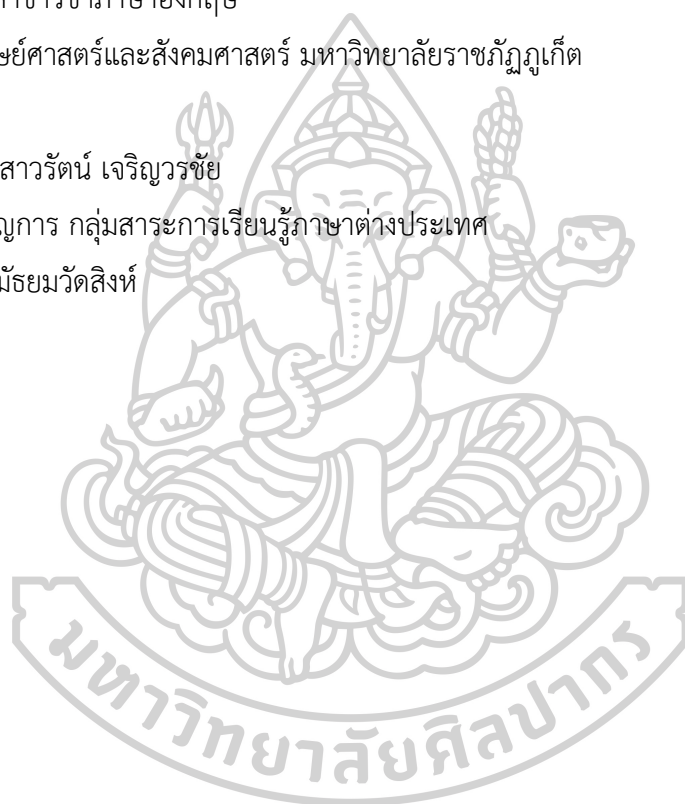 ษย์ศาสตร์และสังคมศาสตร์ มหาวิทยาลัยราชภัฏภูเก็ต
สาวรัตน์ เจริญวรชัย
ญการ กลุ่มสาระการเรียนรู้ภาษาต่างประเทศ
มัธยมวัดสิงห์
มหาวิทยาลัยศิลปากร